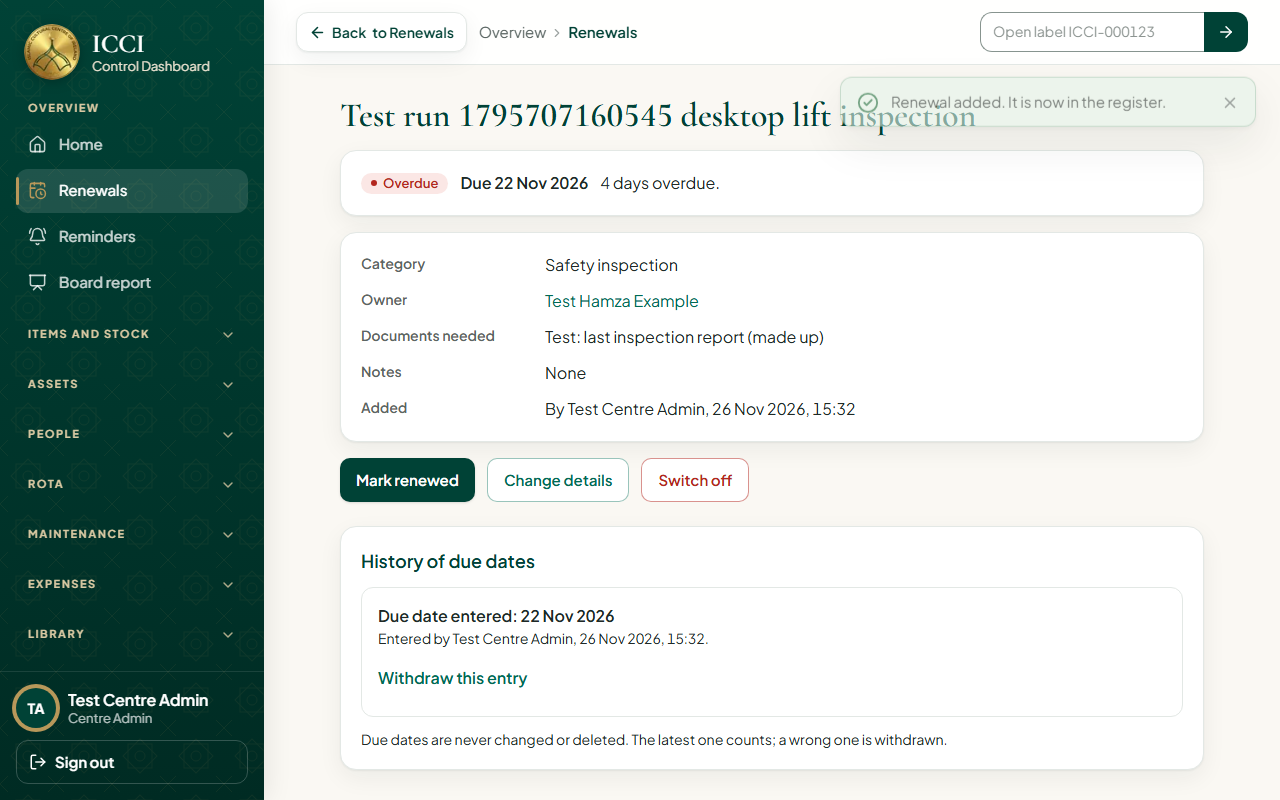 ICCI
Control Dashboard
OVERVIEW
Home
Renewals
Reminders
Board report
ITEMS AND STOCK
ASSETS
PEOPLE
ROTA
MAINTENANCE
EXPENSES
LIBRARY
TA
Test Centre Admin
Centre Admin
Sign out
Back to Renewals
Overview > Renewals
Open label ICCI-000123
Renewal added. It is now in the register.
Test run 1795707160545 desktop lift inspection
Overdue Due 22 Nov 2026 4 days overdue.
Category Safety inspection
Owner Test Hamza Example
Documents needed Test: last inspection report (made up)
Notes None
Added By Test Centre Admin, 26 Nov 2026, 15:32
Mark renewed Change details Switch off
History of due dates
Due date entered: 22 Nov 2026
Entered by Test Centre Admin, 26 Nov 2026, 15:32.
Withdraw this entry
Due dates are never changed or deleted. The latest one counts; a wrong one is withdrawn.